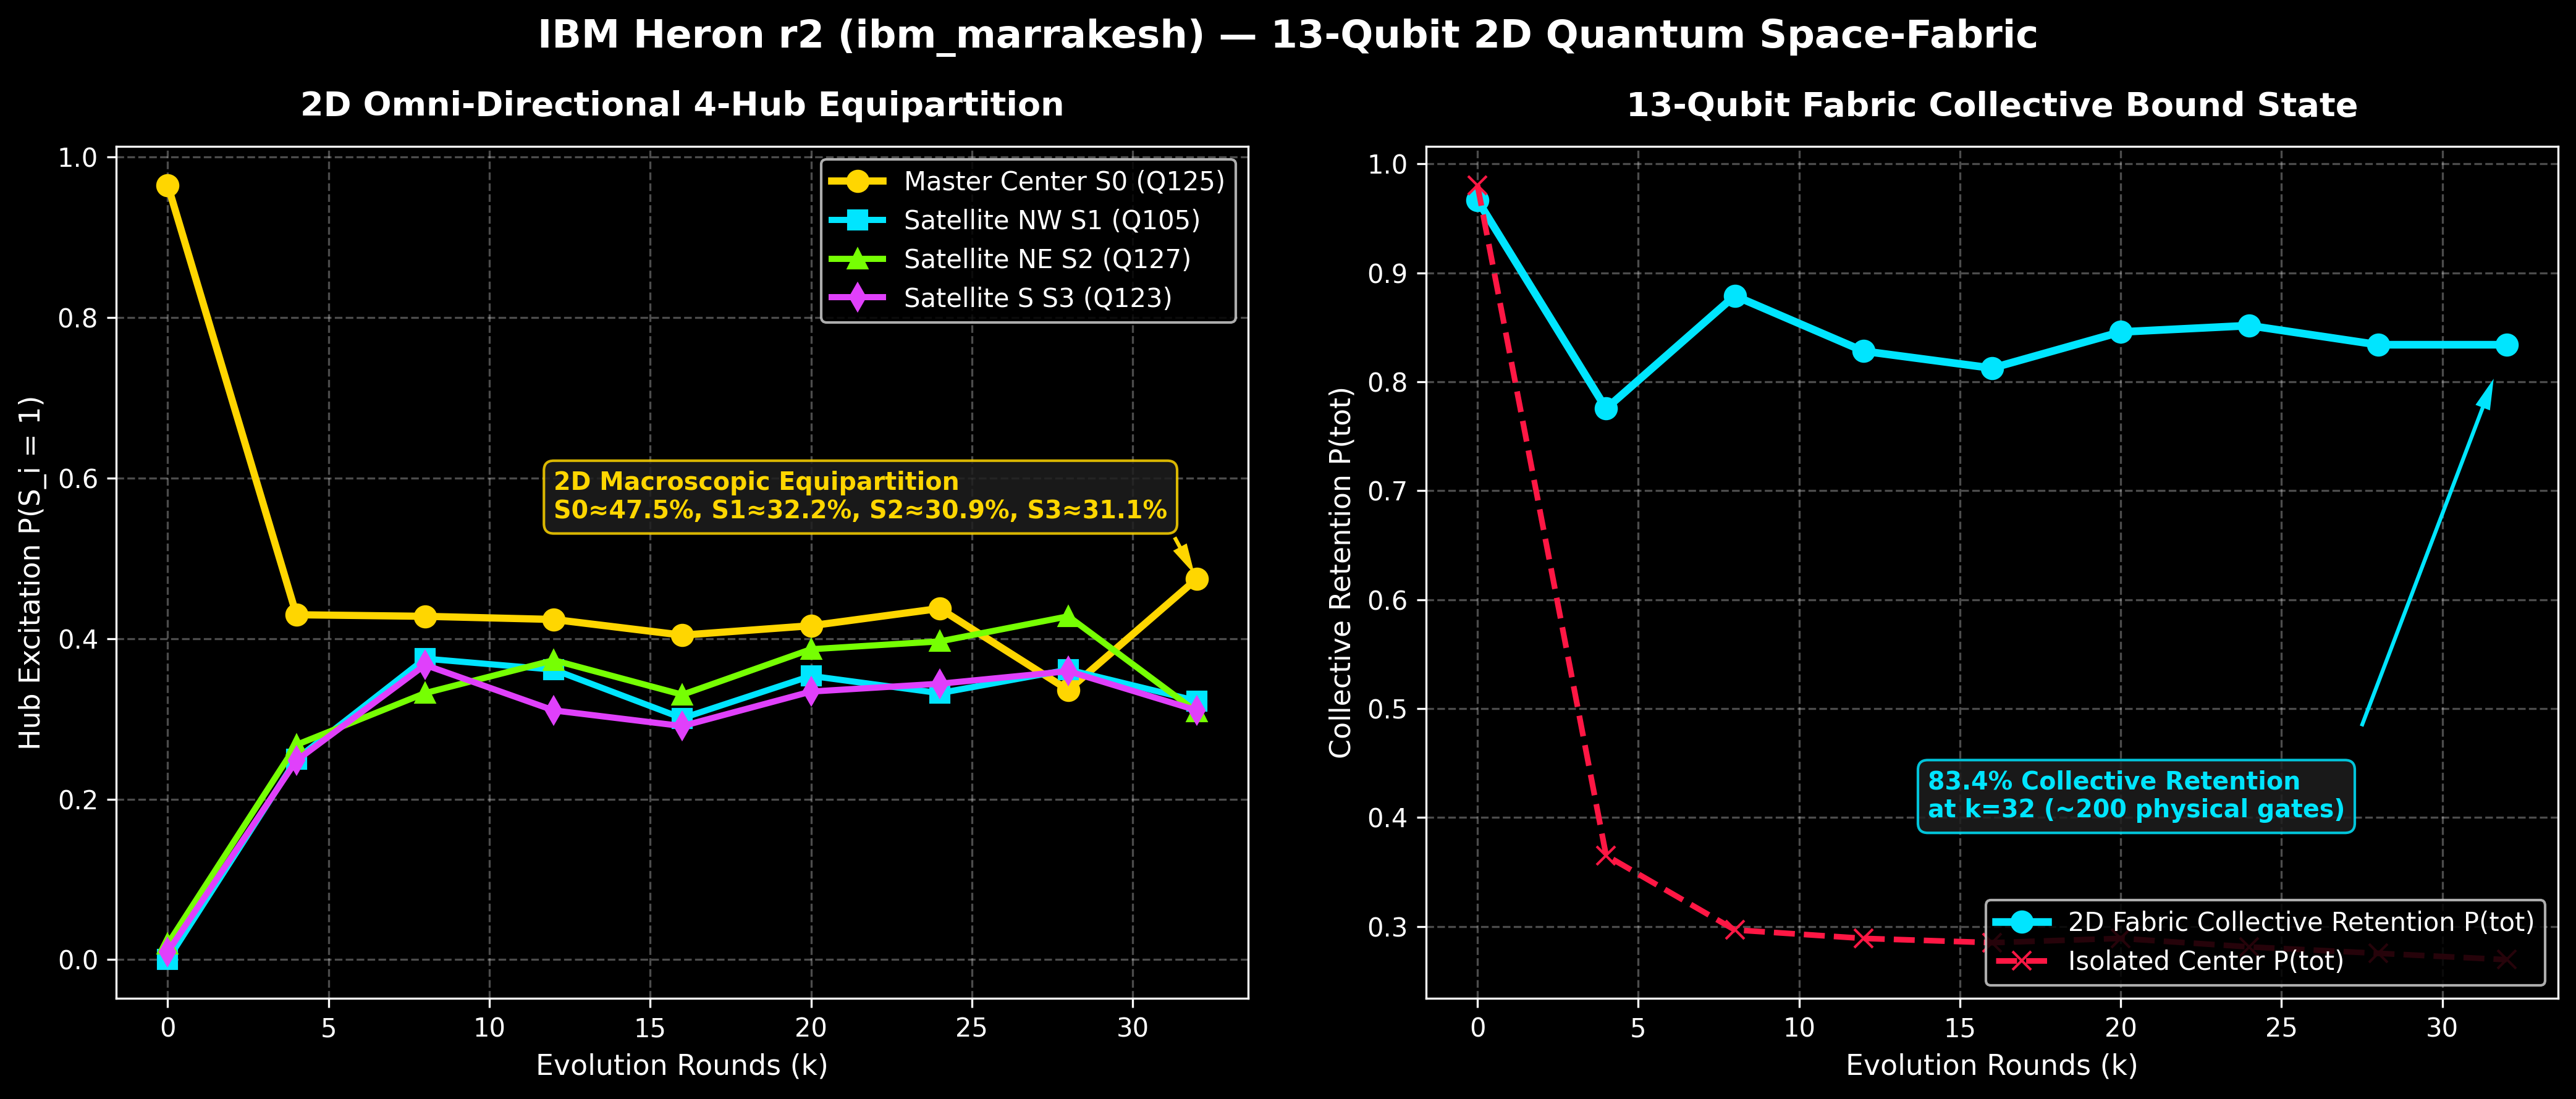 IBM Heron r2 (ibm_marrakesh) — 13-Qubit 2D Quantum Space-Fabric
2D Omni-Directional 4-Hub Equipartition
Hub Excitation P(S_i = 1)
1.0
0.8
0.6
0.4
0.2
0.0
Master Center S0 (Q125)
Satellite NW S1 (Q105)
Satellite NE S2 (Q127)
Satellite S S3 (Q123)
2D Macroscopic Equipartition
S0≈47.5%, S1≈32.2%, S2≈30.9%, S3≈31.1%
0 5 10 15 20 25 30
Evolution Rounds (k)
13-Qubit Fabric Collective Bound State
Collective Retention P(tot)
1.0
0.9
0.8
0.7
0.6
0.5
0.4
0.3
83.4% Collective Retention
at k=32 (~200 physical gates)
2D Fabric Collective Retention P(tot)
Isolated Center P(tot)
0 5 10 15 20 25 30
Evolution Rounds (k)